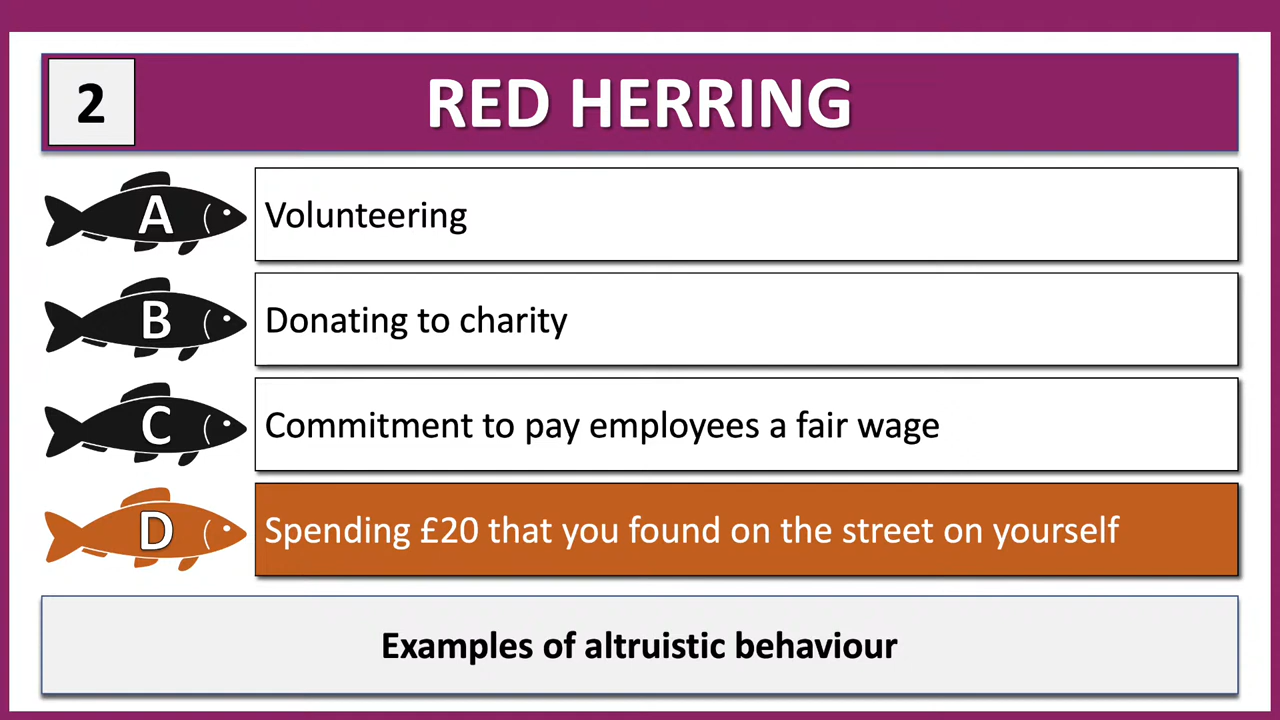 2
RED HERRING
A
Volunteering
B
Donating to charity
C
Commitment to pay employees a fair wage
D
Spending £20 that you found on the street on yourself
Examples of altruistic behaviour